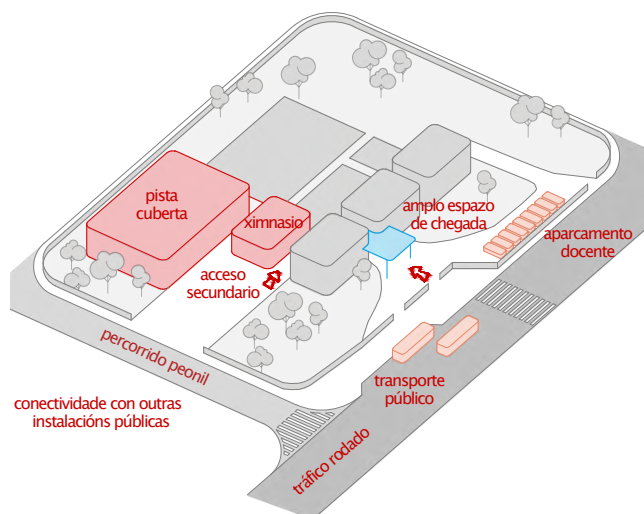 pista
cuberta
ximnasio
amplo espazo
de chegada
aparcamento
docente
acceso
secundario
percorrido peonil
transporte
público
conectividade con outras
instalacións públicas
tráfico rodado